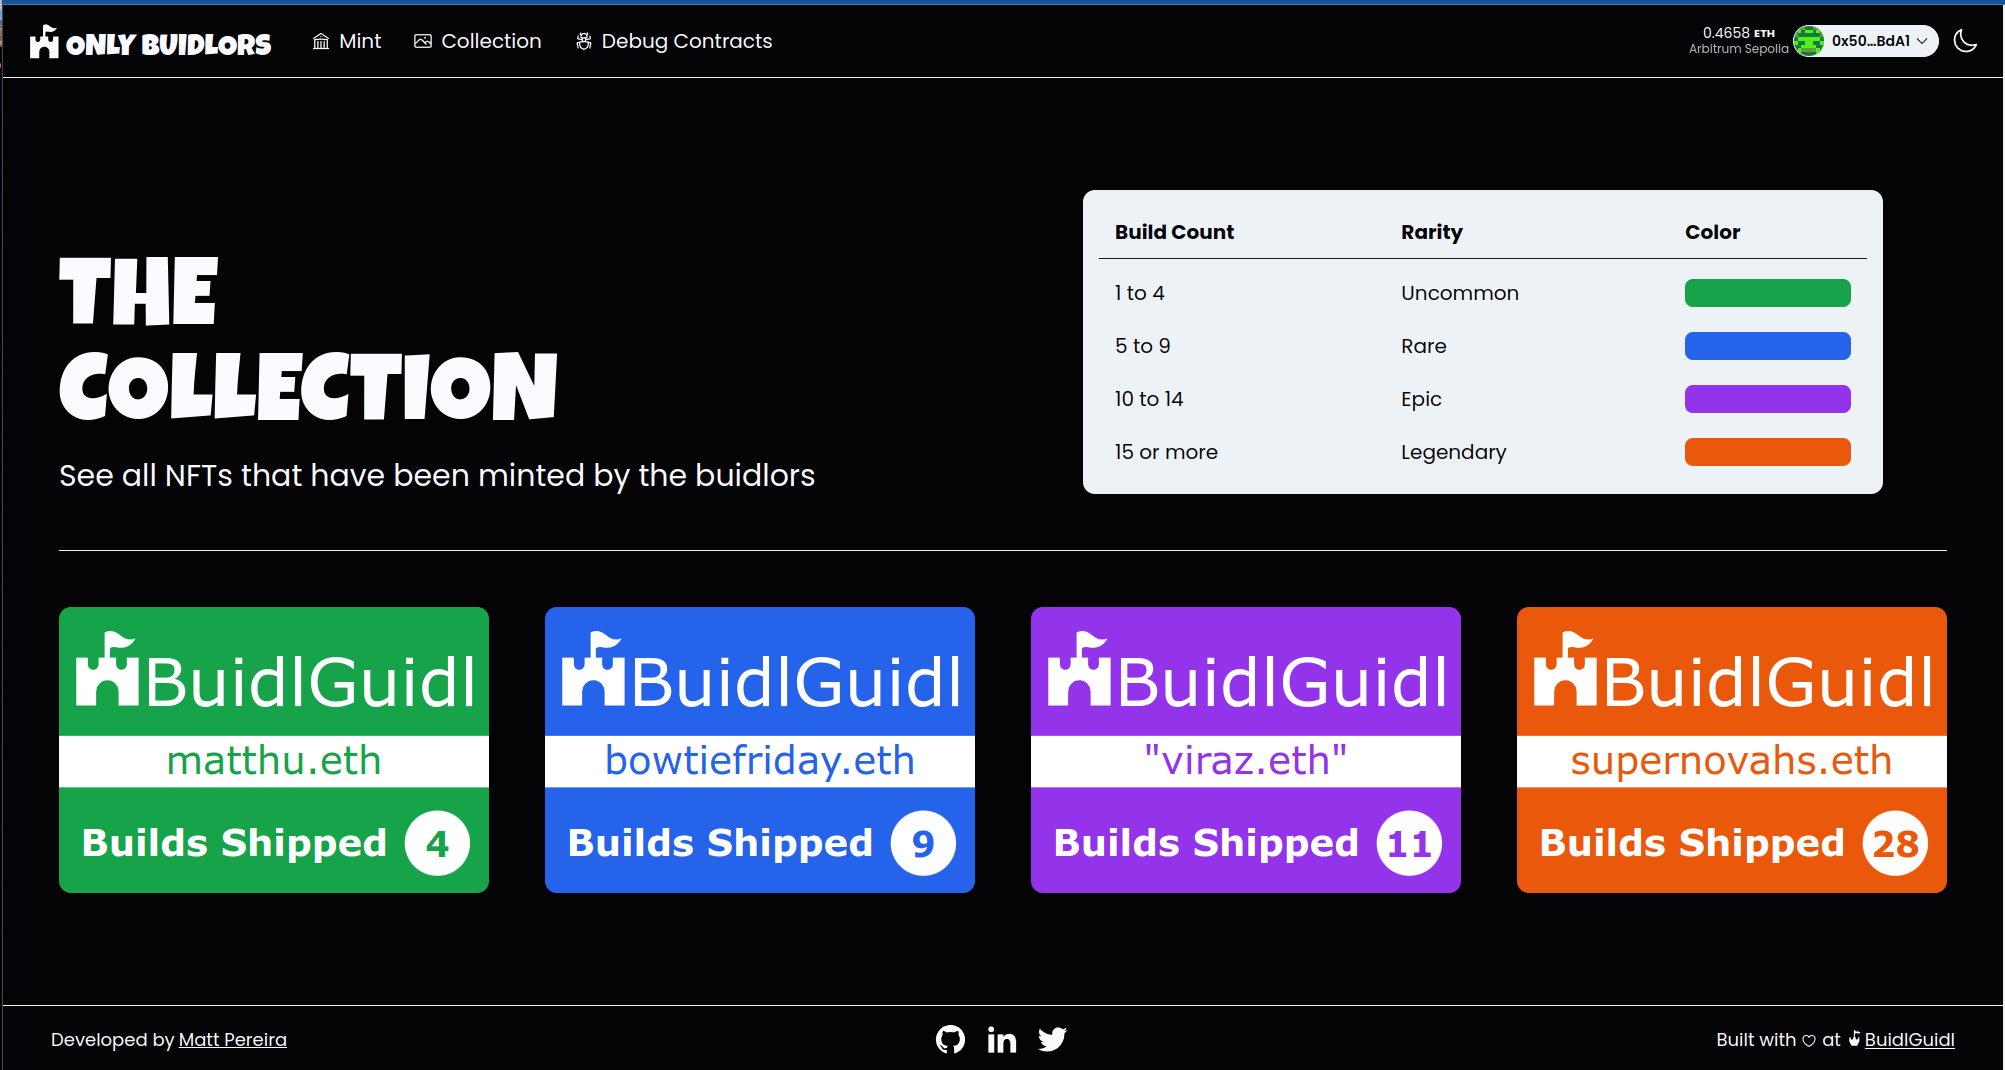 ONLY BUIDLORS
Mint
Collection
Debug Contracts
0.4658 ETH
Arbitrum Sepolia
0x50...BdA1
THE
COLLECTION
See all NFTs that have been minted by the buidlors
Build Count Rarity Color
1 to 4 Uncommon
5 to 9 Rare
10 to 14 Epic
15 or more Legendary
BuidlGuidl
matthu.eth
Builds Shipped 4
BuidlGuidl
bowtiefriday.eth
Builds Shipped 9
BuidlGuidl
"viraz.eth"
Builds Shipped 11
BuidlGuidl
supernovahs.eth
Builds Shipped 28
Developed by Matt Pereira
in
Built with ♡ at BuidlGuidl